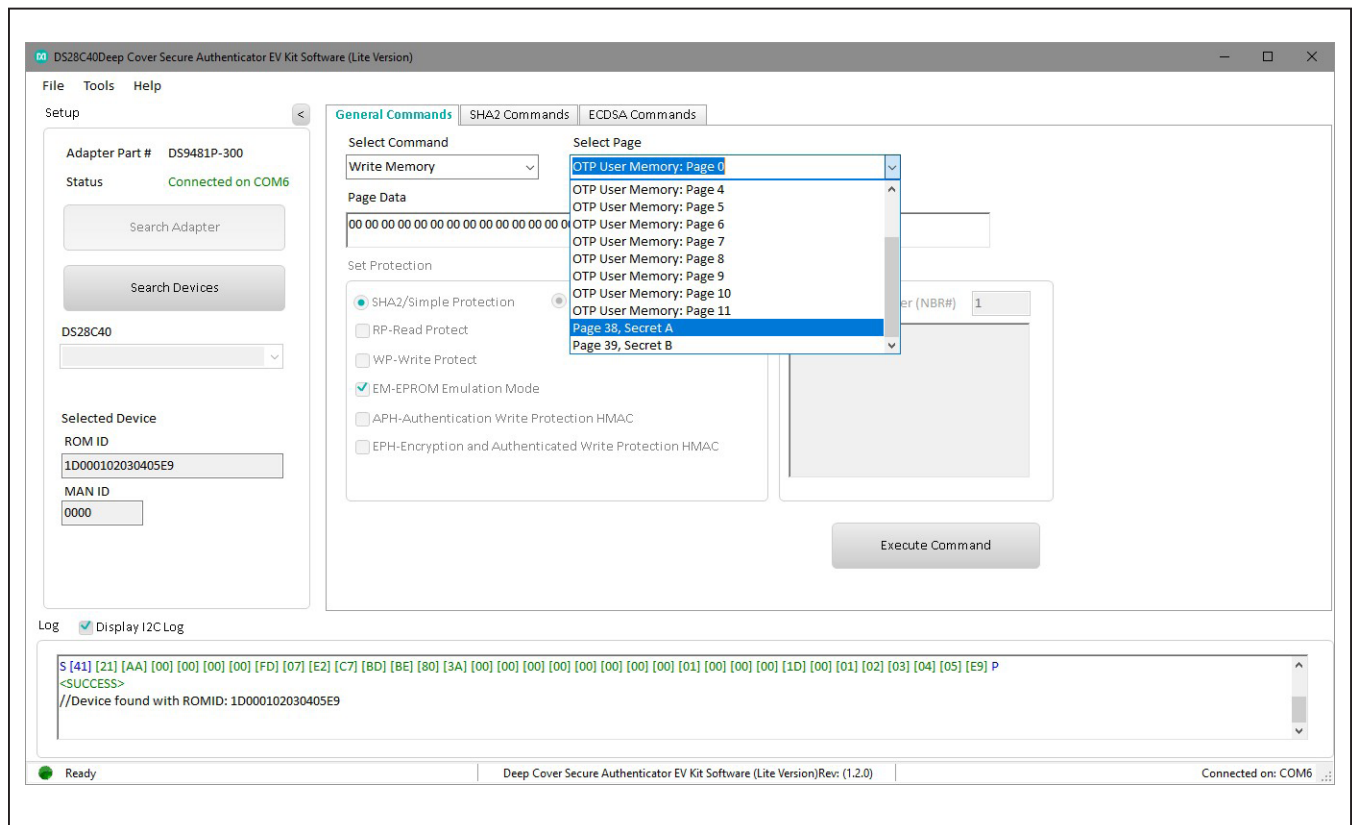 DS28C40Deep Cover Secure Authenticator EV Kit Software (Lite Version)
File Tools Help
Setup
<
Adapter Part # DS9481P-300
Status Connected on COM6
Search Adapter
Search Devices
DS28C40
Selected Device
ROM ID
1D000102030405E9
MAN ID
0000
General Commands SHA2 Commands ECDSA Commands
Select Command Select Page
Write Memory OTP User Memory: Page 0
OTP User Memory: Page 4
OTP User Memory: Page 5
OTP User Memory: Page 6
OTP User Memory: Page 7
OTP User Memory: Page 8
OTP User Memory: Page 9
OTP User Memory: Page 10
OTP User Memory: Page 11
Page 38, Secret A
Page 39, Secret B
Page Data
00 00 00 00 00 00 00 00 00 00 00 00 00 0
Set Protection
SHA2/Simple Protection
er (NBR#) 1
RP-Read Protect
WP-Write Protect
EM-EPROM Emulation Mode
APH-Authentication Write Protection HMAC
EPH-Encryption and Authenticated Write Protection HMAC
Execute Command
Log Display I2C Log
S [41] [21] [AA] [00] [00] [00] [00] [FD] [07] [E2] [C7] [BD] [BE] [80] [3A] [00] [00] [00] [00] [00] [00] [00] [00] [01] [00] [00] [00] [1D] [00] [01] [02] [03] [04] [05] [E9] P
<SUCCESS>
//Device found with ROMID: 1D000102030405E9
Ready
Deep Cover Secure Authenticator EV Kit Software (Lite Version)Rev: (1.2.0)
Connected on: COM6